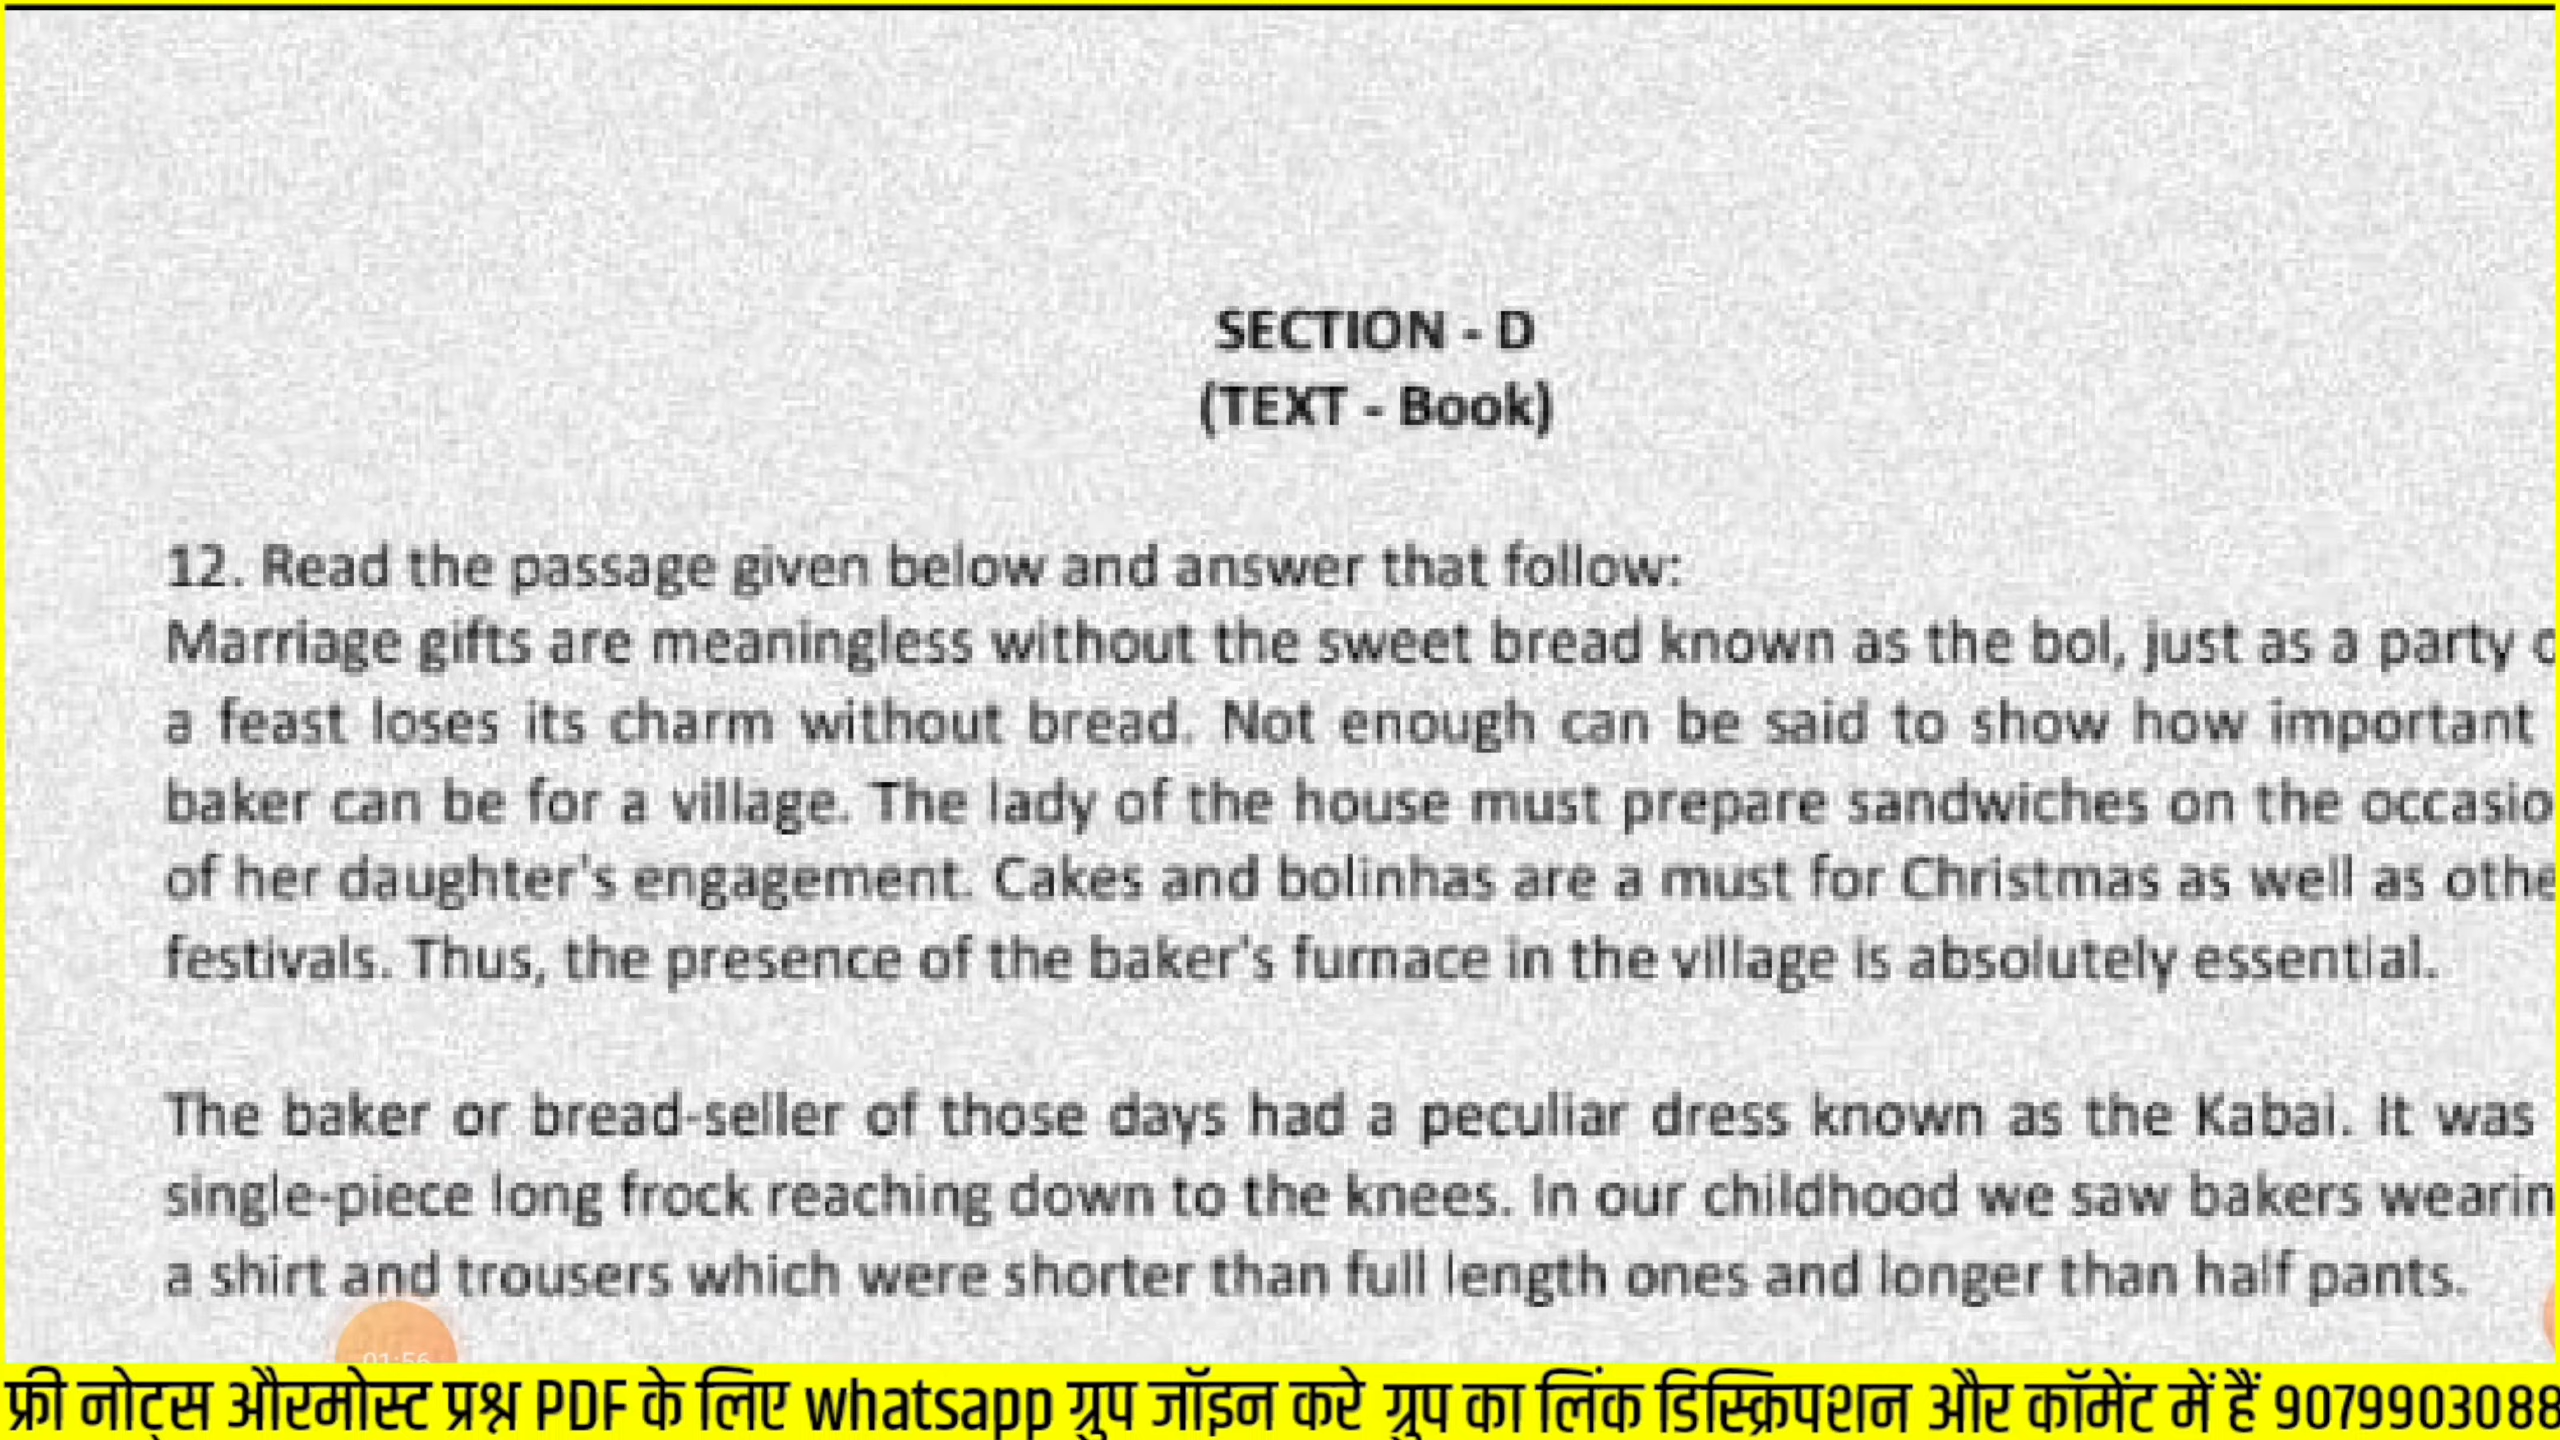 SECTION - D
(TEXT - Book)
12. Read the passage given below and answer that follow:
Marriage gifts are meaningless without the sweet bread known as the bol, just as a party
a feast loses its charm without bread. Not enough can be said to show how important
baker can be for a village. The lady of the house must prepare sandwiches on the
of her daughter's engagement. Cakes and bolinhas are a must for Christmas as well as
festivals. Thus, the presence of the baker's furnace in the village is absolutely essential.
The baker or bread-seller of those days had a peculiar dress known as the Kabai. It was
single-piece long frock reaching down to the knees. In our childhood we saw bakers
a shirt and trousers which were shorter than full length ones and longer than half pants.
01:56
फ्री नोट्स औरमोस्ट प्रश्न PDF के लिए whatsapp ग्रुप जॉइन करे ग्रुप का लिंक डिस्क्रिपशन और कॉमेंट में हैं 9079903088